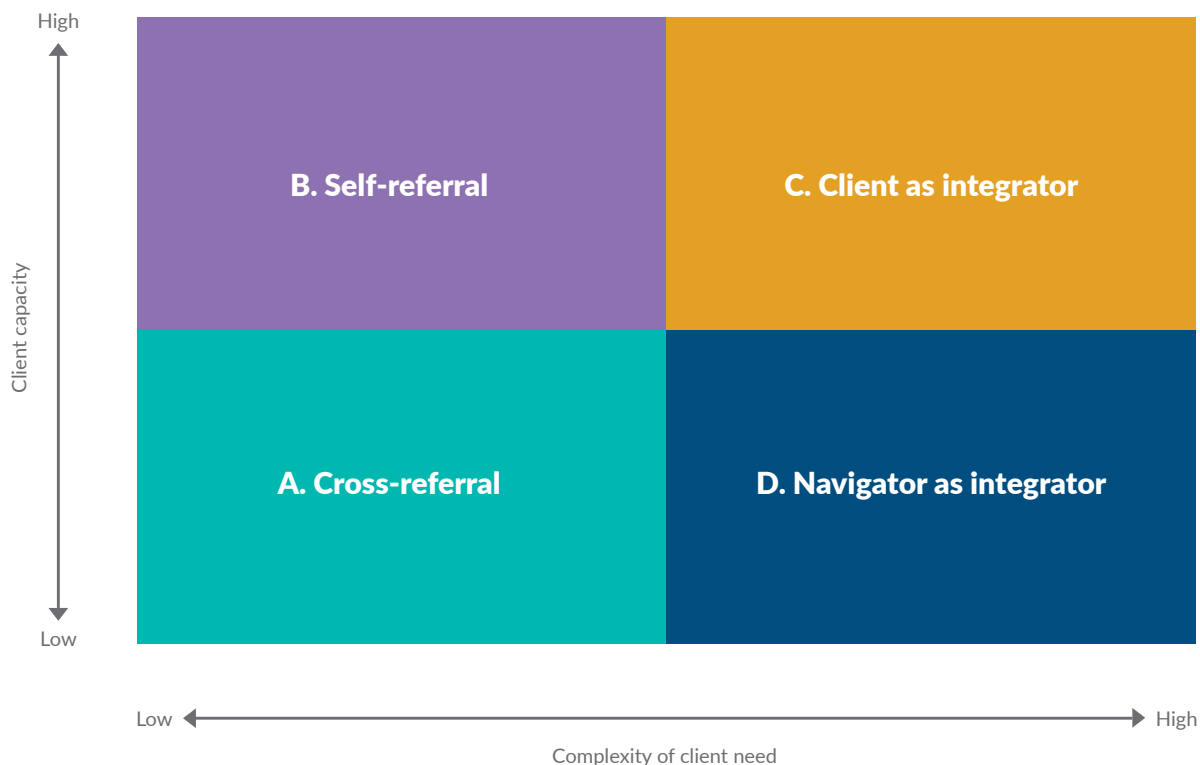 High
B. Self-referral
C. Client as integrator
Client capacity
A. Cross-referral
D. Navigator as integrator
Low
Low
High
Complexity of client need